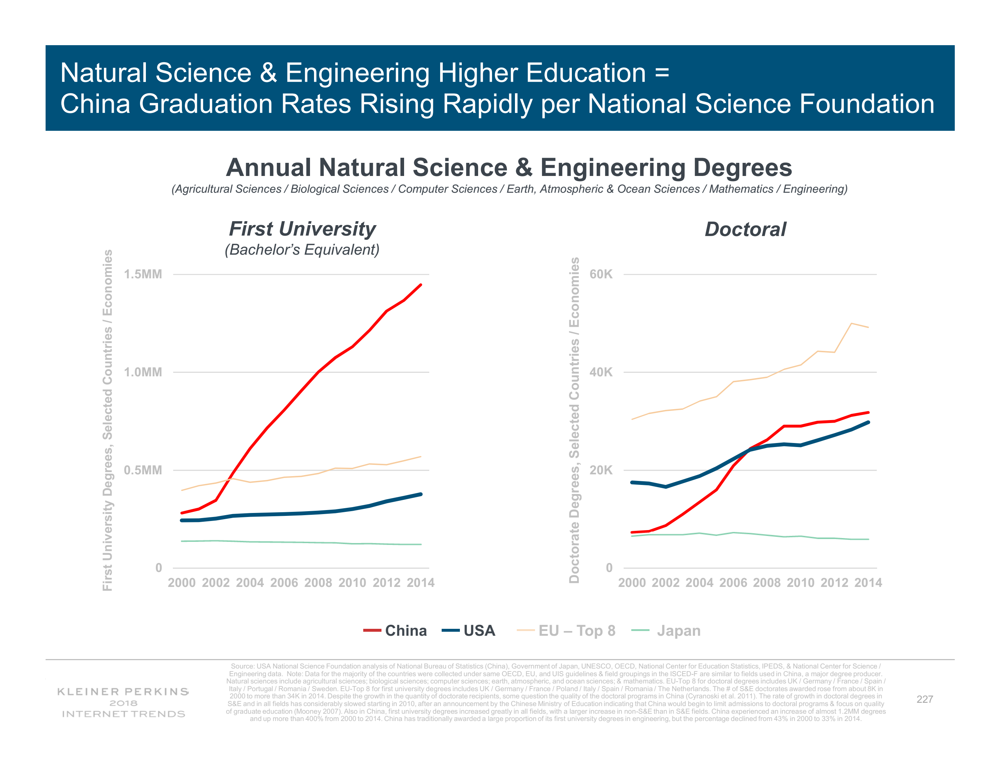 Natural Science & Engineering Higher Education =
China Graduation Rates Rising Rapidly per National Science Foundation
Annual Natural Science & Engineering Degrees
(Agricultural Sciences / Biological Sciences / Computer Sciences / Earth, Atmospheric & Ocean Sciences / Mathematics / Engineering)
First University
(Bachelor’s Equivalent)
First University Degrees, Selected Countries / Economies
1.5MM
1.0MM
0.5MM
0
2000 2002 2004 2006 2008 2010 2012 2014
Doctoral
Doctorate Degrees, Selected Countries / Economies
60K
40K
20K
0
2000 2002 2004 2006 2008 2010 2012 2014
China USA EU – Top 8 Japan
Source: USA National Science Foundation analysis of National Bureau of Statistics (China), Government of Japan, UNESCO, OECD, National Center for Education Statistics, IPEDS, & National Center for Science /
Engineering data. Note: Data for the majority of the countries were collected under same OECD, EU, and UIS guidelines & field groupings in the ISCED-F are similar to fields used in China, a major degree producer.
Natural sciences include agricultural sciences; biological sciences; computer sciences; earth, atmospheric, and ocean sciences; & mathematics. EU-Top 8 for doctoral degrees includes UK / Germany / France / Spain /
Italy / Portugal / Romania / Sweden. EU-Top 8 for first university degrees includes UK / Germany / France / Poland / Italy / Spain / Romania / The Netherlands. The # of S&E doctorates awarded rose from about 8K in
2000 to more than 34K in 2014. Despite the growth in the quantity of doctorate recipients, some question the quality of the doctoral programs in China (Cyranoski et al. 2011). The rate of growth in doctoral degrees in
S&E and in all fields has considerably slowed starting in 2010, after an announcement by the Chinese Ministry of Education indicating that China would begin to limit admissions to doctoral programs & focus on quality
of graduate education (Mooney 2007). Also in China, first university degrees increased greatly in all fields, with a larger increase in non-S&E than in S&E fields. China experienced an increase of almost 1.2MM degrees
and up more than 400% from 2000 to 2014. China has traditionally awarded a large proportion of its first university degrees in engineering, but the percentage declined from 43% in 2000 to 33% in 2014.
KLEINER PERKINS
2018
INTERNET TRENDS
227